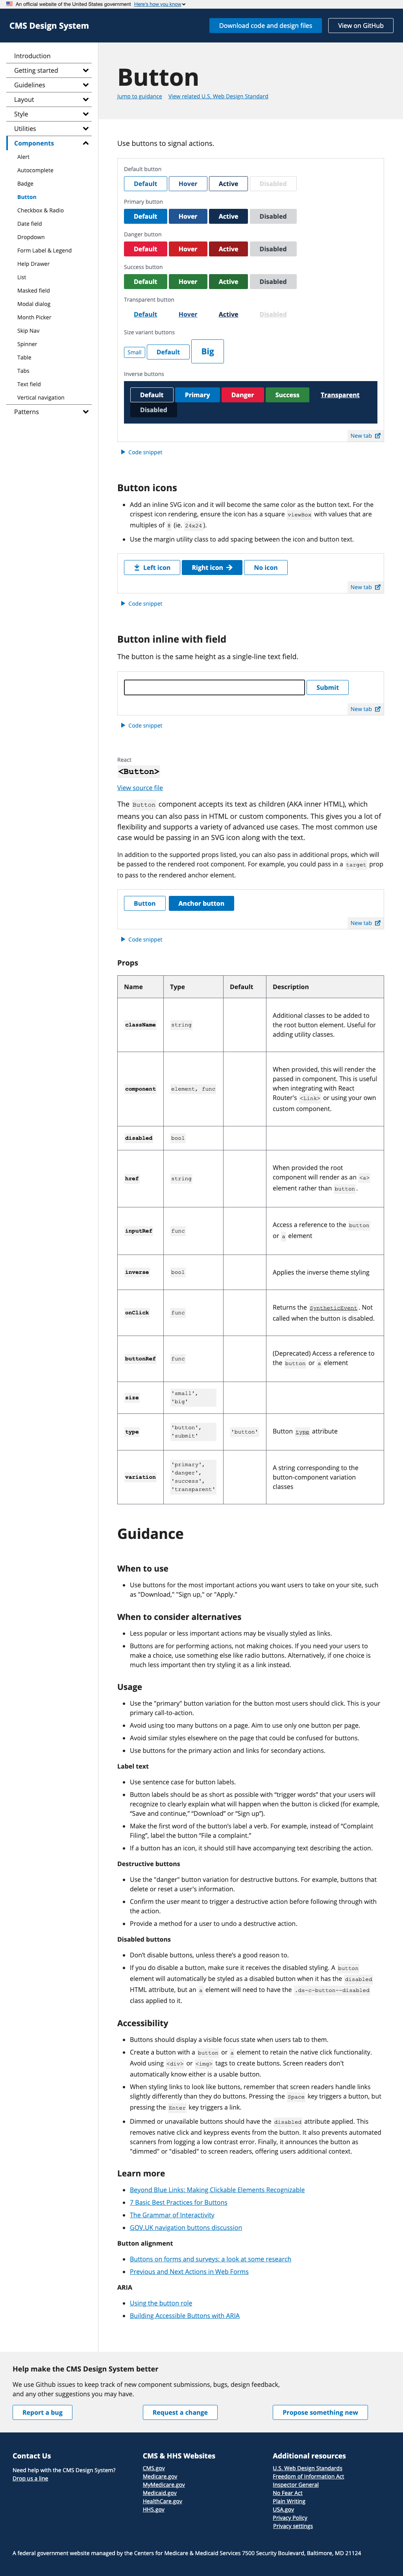 An official website of the United States government Here's how you know
CMS Design System
Download code and design files
View on GitHub
Introduction
Getting started
Guidelines
Layout
Style
Utilities
Components
Alert
Autocomplete
Badge
Button
Checkbox & Radio
Date field
Dropdown
Form Label & Legend
Help Drawer
List
Masked field
Modal dialog
Month Picker
Skip Nav
Spinner
Table
Tabs
Text field
Vertical navigation
Patterns
Button
Jump to guidance View related U.S. Web Design Standard
Use buttons to signal actions.
Default button
Default Hover Active Disabled
Primary button
Default Hover Active Disabled
Danger button
Default Hover Active Disabled
Success button
Default Hover Active Disabled
Transparent button
Default Hover Active Disabled
Size variant buttons
Small Default Big
Inverse buttons
Default Primary Danger Success Transparent
Disabled
New tab
Code snippet
Button icons
Add an inline SVG icon and it will become the same color as the button text. For the
crispest icon rendering, ensure the icon has a square viewBox with values that are
multiples of 8 (ie. 24x24).
Use the margin utility class to add spacing between the icon and button text.
Left icon Right icon No icon
New tab
Code snippet
Button inline with field
The button is the same height as a single-line text field.
Submit
New tab
Code snippet
React
<Button>
View source file
The Button component accepts its text as children (AKA inner HTML), which
means you can also pass in HTML or custom components. This gives you a lot of
flexibility and supports a variety of advanced use cases. The most common use
case would be passing in an SVG icon along with the text.
In addition to the supported props listed, you can also pass in additional props, which will
be passed to the rendered root component. For example, you could pass in a target prop
to pass to the rendered anchor element.
Button Anchor button
New tab
Code snippet
Props
Name Type Default Description
className string Additional classes to be added to
the root button element. Useful for
adding utility classes.
component element, func When provided, this will render the
passed in component. This is useful
when integrating with React
Router's <Link> or using your own
custom component.
disabled bool
href string When provided the root
component will render as an <a>
element rather than button.
inputRef func Access a reference to the button
or a element
inverse bool Applies the inverse theme styling
onClick func Returns the SyntheticEvent. Not
called when the button is disabled.
buttonRef func (Deprecated) Access a reference to
the button or a element
size 'small',
'big'
type 'button',
'submit' 'button' Button type attribute
variation 'primary',
'danger',
'success',
'transparent' A string corresponding to the
button-component variation
classes
Guidance
When to use
Use buttons for the most important actions you want users to take on your site, such
as "Download," "Sign up," or "Apply."
When to consider alternatives
Less popular or less important actions may be visually styled as links.
Buttons are for performing actions, not making choices. If you need your users to
make a choice, use something else like radio buttons. Alternatively, if one choice is
much less important then try styling it as a link instead.
Usage
Use the "primary" button variation for the button most users should click. This is your
primary call-to-action.
Avoid using too many buttons on a page. Aim to use only one button per page.
Avoid similar styles elsewhere on the page that could be confused for buttons.
Use buttons for the primary action and links for secondary actions.
Label text
Use sentence case for button labels.
Button labels should be as short as possible with “trigger words” that your users will
recognize to clearly explain what will happen when the button is clicked (for example,
“Save and continue,” “Download” or “Sign up”).
Make the first word of the button's label a verb. For example, instead of “Complaint
Filing”, label the button “File a complaint.”
If a button has an icon, it should still have accompanying text describing the action.
Destructive buttons
Use the "danger" button variation for destructive buttons. For example, buttons that
delete or reset a user's information.
Confirm the user meant to trigger a destructive action before following through with
the action.
Provide a method for a user to undo a destructive action.
Disabled buttons
Don't disable buttons, unless there's a good reason to.
If you do disable a button, make sure it receives the disabled styling. A button
element will automatically be styled as a disabled button when it has the disabled
HTML attribute, but an a element will need to have the .ds-c-button--disabled
class applied to it.
Accessibility
Buttons should display a visible focus state when users tab to them.
Create a button with a button or a element to retain the native click functionality.
Avoid using <div> or <img> tags to create buttons. Screen readers don't
automatically know either is a usable button.
When styling links to look like buttons, remember that screen readers handle links
slightly differently than they do buttons. Pressing the Space key triggers a button, but
pressing the Enter key triggers a link.
Dimmed or unavailable buttons should have the disabled attribute applied. This
removes native click and keypress events from the button. It also prevents automated
scanners from logging a low contrast error. Finally, it announces the button as
"dimmed" or "disabled" to screen readers, offering users additional context.
Learn more
Beyond Blue Links: Making Clickable Elements Recognizable
7 Basic Best Practices for Buttons
The Grammar of Interactivity
GOV.UK navigation buttons discussion
Button alignment
Buttons on forms and surveys: a look at some research
Previous and Next Actions in Web Forms
ARIA
Using the button role
Building Accessible Buttons with ARIA
Help make the CMS Design System better
We use Github issues to keep track of new component submissions, bugs, design feedback,
and any other suggestions you may have.
Report a bug Request a change Propose something new
Contact Us
Need help with the CMS Design System?
Drop us a line
CMS & HHS Websites
CMS.gov
Medicare.gov
MyMedicare.gov
Medicaid.gov
HealthCare.gov
HHS.gov
Additional resources
U.S. Web Design Standards
Freedom of Information Act
Inspector General
No Fear Act
Plain Writing
USA.gov
Privacy Policy
Privacy settings
A federal government website managed by the Centers for Medicare & Medicaid Services 7500 Security Boulevard, Baltimore, MD 21124